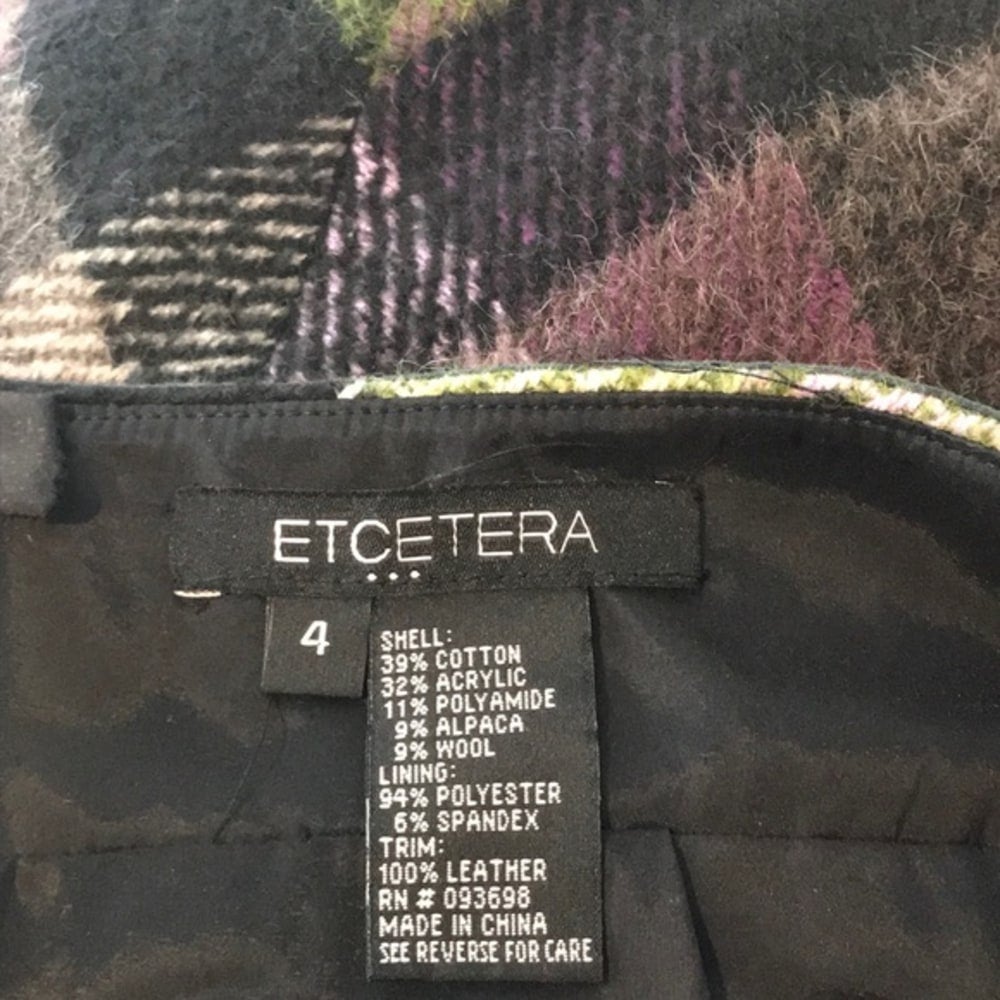 ETCETERA
4
SHELL:
39% COTTON
32% ACRYLIC
11% POLYAMIDE
9% ALPACA
9% WOOL
LINING:
94% POLYESTER
6% SPANDEX
TRIM:
100% LEATHER
RN # 093698
MADE IN CHINA
SEE REVERSE FOR CARE